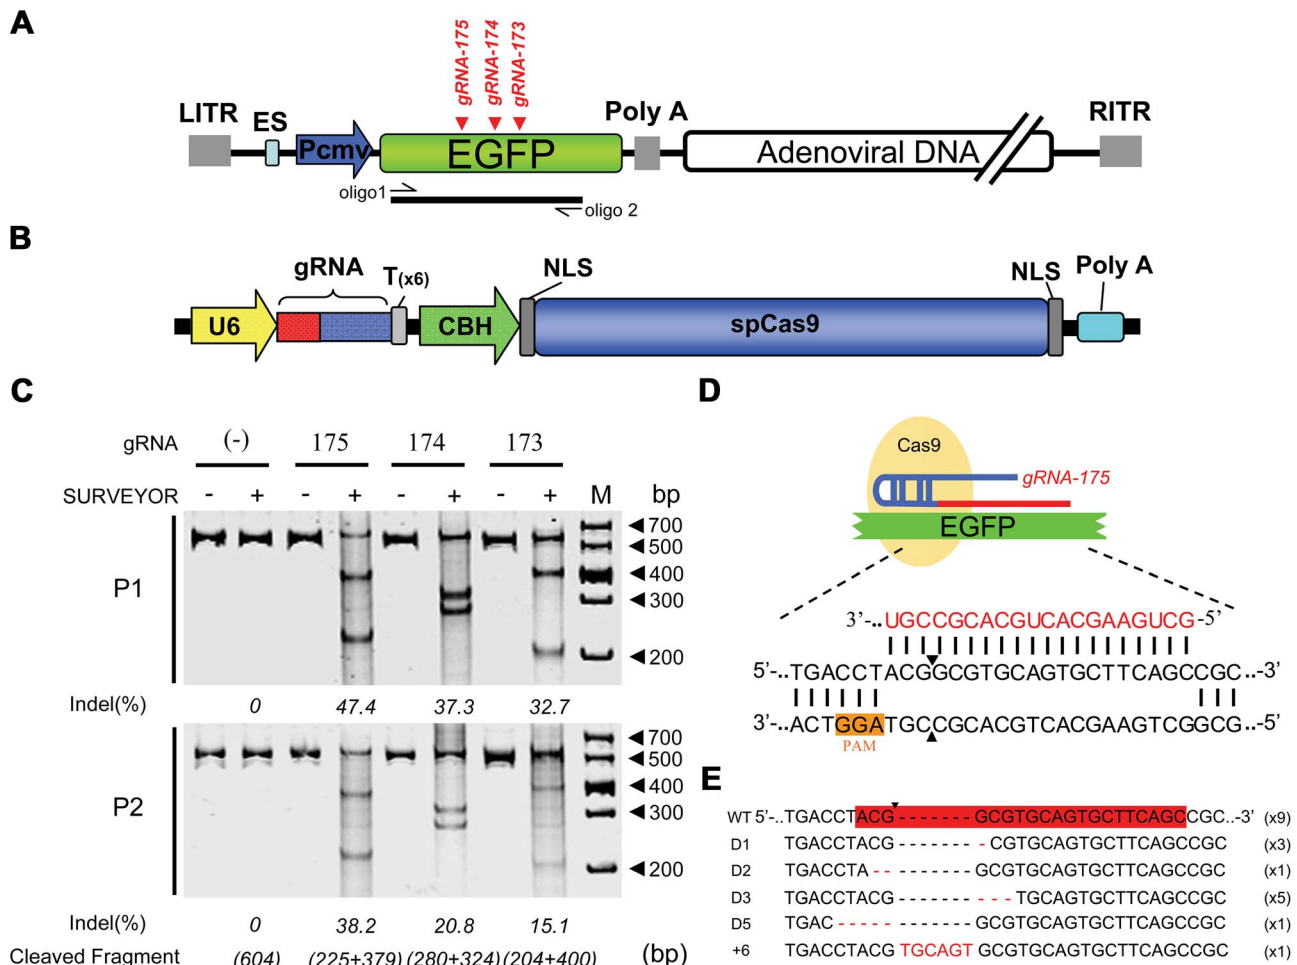 A
gRNA-175 gRNA-174 gRNA-173
LITR ES Pcmv EGFP Poly A Adenoviral DNA RITR
oligo1 oligo 2
B
gRNA T(x6) NLS NLS Poly A
U6 CBH spCas9
C
gRNA (-) 175 174 173
SURVEYOR - + - + - + - + M bp
P1
700
500
400
300
200
Indel(%) 0 47.4 37.3 32.7
P2
700
500
400
300
200
Indel(%) 0 38.2 20.8 15.1
Cleaved Fragment (604) (225+379) (280+324) (204+400) (bp)
D
Cas9
gRNA-175
EGFP
3'-..UGCCGCACGUCACGAAGUCG-5'
5'-..TGACCTACGGCGTGCAGTGCTTCAGCCGC..-3'
3'-..ACTGGATGCCGCACGTCACGAAGTCGGCG..-5'
PAM
E
WT 5'-..TGACCTACG-------GCGTGCAGTGCTTCAGCCGC..-3' (x9)
D1 TGACCTACG------- -CGTGCAGTGCTTCAGCCGC (x3)
D2 TGACCTA-- -------GCGTGCAGTGCTTCAGCCGC (x1)
D3 TGACCTACG------- ---TGCAGTGCTTCAGCCGC (x5)
D5 TGAC----- -------GCGTGCAGTGCTTCAGCCGC (x1)
+6 TGACCTACG TGCAGT GCGTGCAGTGCTTCAGCCGC (x1)